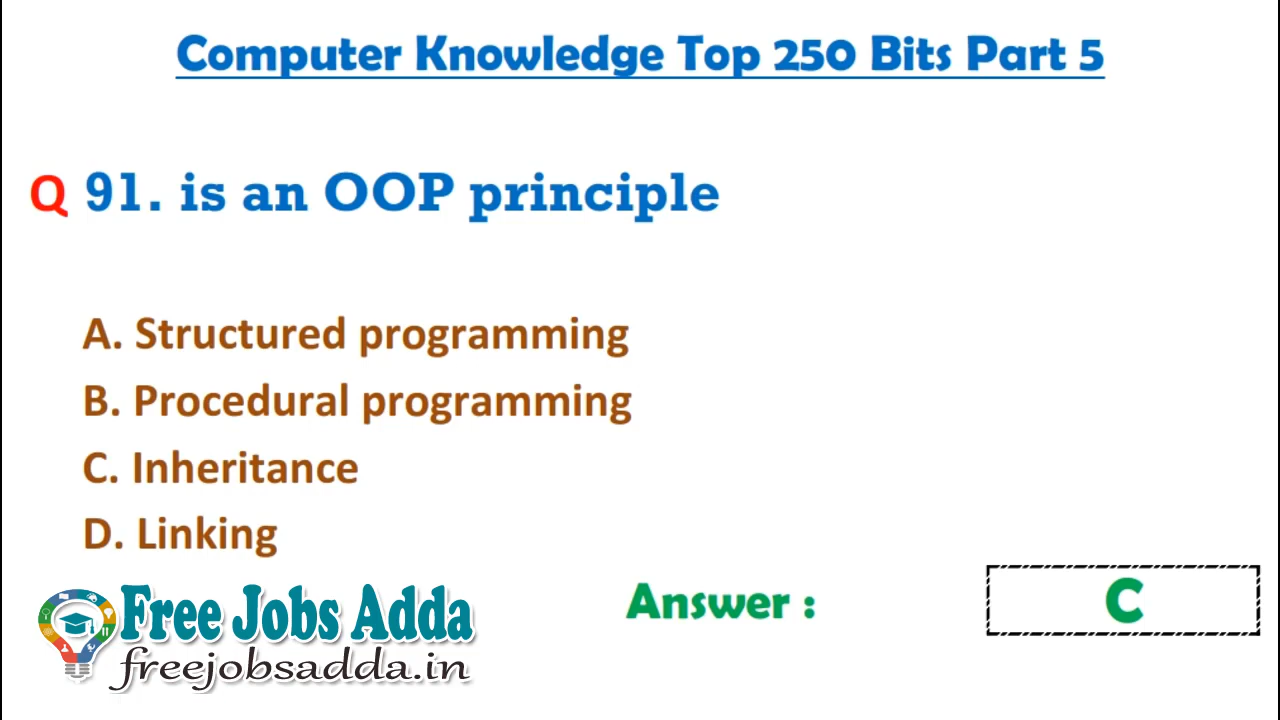 Computer Knowledge Top 250 Bits Part 5
Q 91. is an OOP principle
A. Structured programming
B. Procedural programming
C. Inheritance
D. Linking
Free Jobs Adda
freejobsadda.in
Answer : C